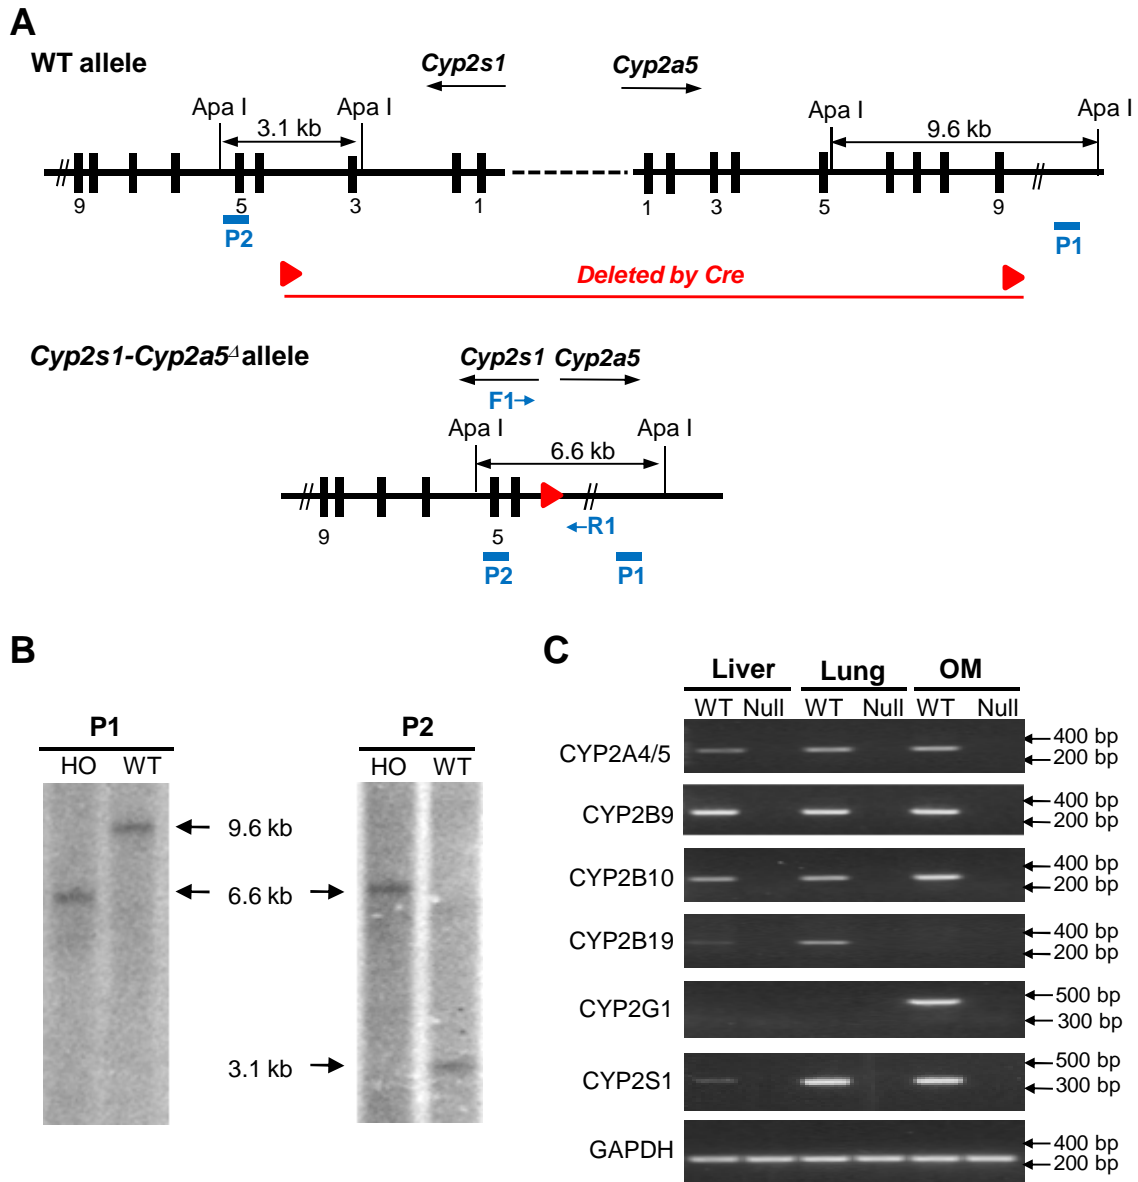 A
WT allele
Cyp2s1
Cyp2a5
Apa I
Apa I
Apa I
Apa I
3.1 kb
9.6 kb
9
5
3
1
1
3
5
9
P2
P1
Deleted by Cre
Cyp2s1-Cyp2a5Δ allele
Cyp2s1
Cyp2a5
F1
Apa I
Apa I
6.6 kb
9
5
R1
P2
P1
B
P1
P2
HO WT
HO WT
9.6 kb
6.6 kb
3.1 kb
C
Liver Lung OM
WT Null WT Null WT Null
CYP2A4/5
400 bp
200 bp
CYP2B9
400 bp
200 bp
CYP2B10
400 bp
200 bp
CYP2B19
400 bp
200 bp
CYP2G1
500 bp
300 bp
CYP2S1
500 bp
300 bp
GAPDH
400 bp
200 bp